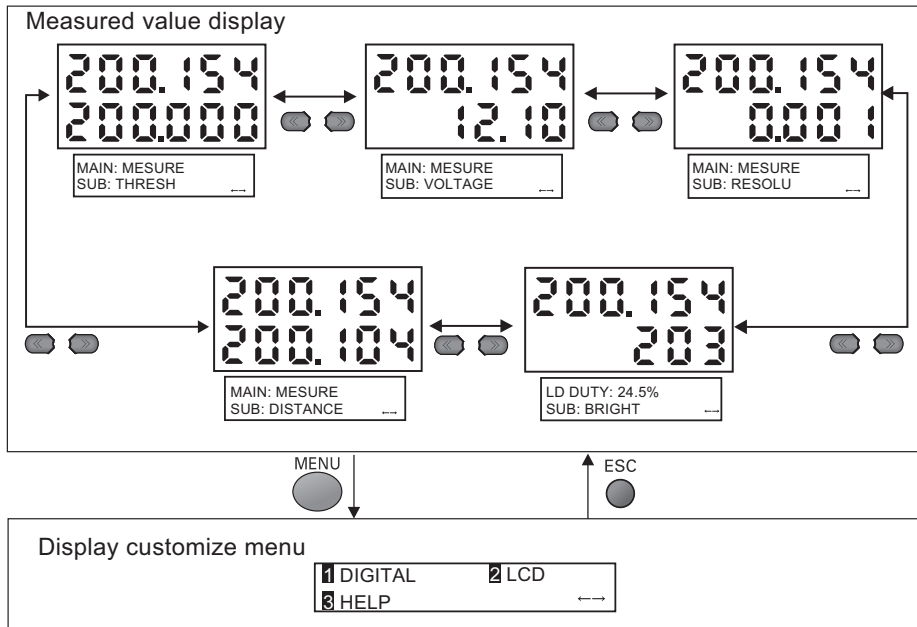 Measured value display
200.154
200.000
MAIN: MESURE
SUB: THRESH ←→
200.154
12.10
MAIN: MESURE
SUB: VOLTAGE ←→
200.154
0.001
MAIN: MESURE
SUB: RESOLU ←→
200.154
200.104
MAIN: MESURE
SUB: DISTANCE ←→
200.154
203
LD DUTY: 24.5%
SUB: BRIGHT ←→
MENU
ESC
Display customize menu
1 DIGITAL 2 LCD
3 HELP ←→